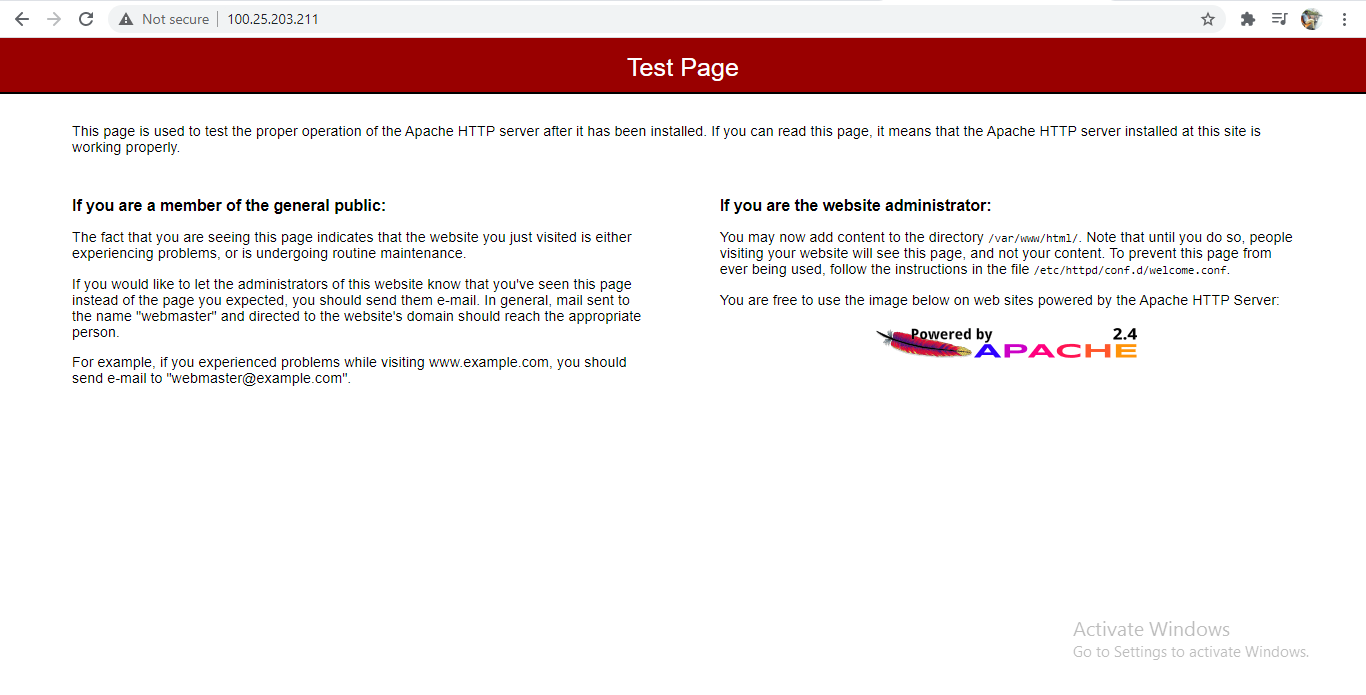 Not secure
100.25.203.211
Test Page
This page is used to test the proper operation of the Apache HTTP server after it has been installed. If you can read this page, it means that the Apache HTTP server installed at this site is
working properly.
If you are a member of the general public:
The fact that you are seeing this page indicates that the website you just visited is either
experiencing problems, or is undergoing routine maintenance.
If you would like to let the administrators of this website know that you've seen this page
instead of the page you expected, you should send them e-mail. In general, mail sent to
the name "webmaster" and directed to the website's domain should reach the appropriate
person.
For example, if you experienced problems while visiting www.example.com, you should
send e-mail to "webmaster@example.com".
If you are the website administrator:
You may now add content to the directory /var/www/html/. Note that until you do so, people
visiting your website will see this page, and not your content. To prevent this page from
ever being used, follow the instructions in the file /etc/httpd/conf.d/welcome.conf.
You are free to use the image below on web sites powered by the Apache HTTP Server:
Powered by 2.4
APACHE
Activate Windows
Go to Settings to activate Windows.